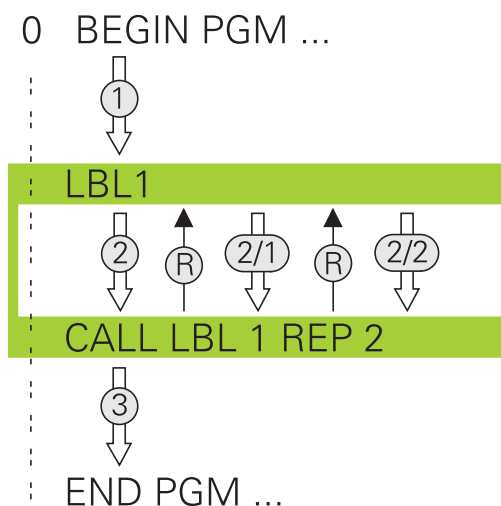 0 BEGIN PGM ...
1
LBL1
2 R 2/1 R 2/2
CALL LBL 1 REP 2
3
END PGM ...